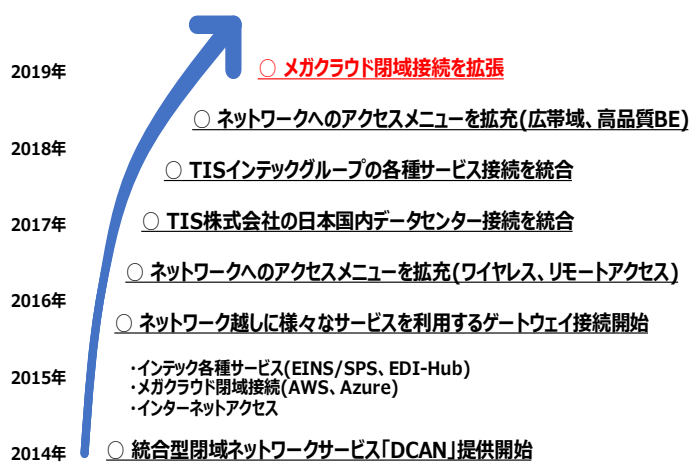 2019年
○ メガクラウド閉域接続を拡張
○ ネットワークへのアクセスメニューを拡充(広帯域、高品質BE)
2018年
○ TISインテックグループの各種サービス接続を統合
2017年
○ TIS株式会社の日本国内データセンター接続を統合
○ ネットワークへのアクセスメニューを拡充(ワイヤレス、リモートアクセス)
2016年
○ ネットワーク越しに様々なサービスを利用するゲートウェイ接続開始
・インテック各種サービス(EINS/SPS、EDI-Hub)
2015年
・メガクラウド閉域接続(AWS、Azure)
・インターネットアクセス
2014年
○ 統合型閉域ネットワークサービス「DCAN」提供開始